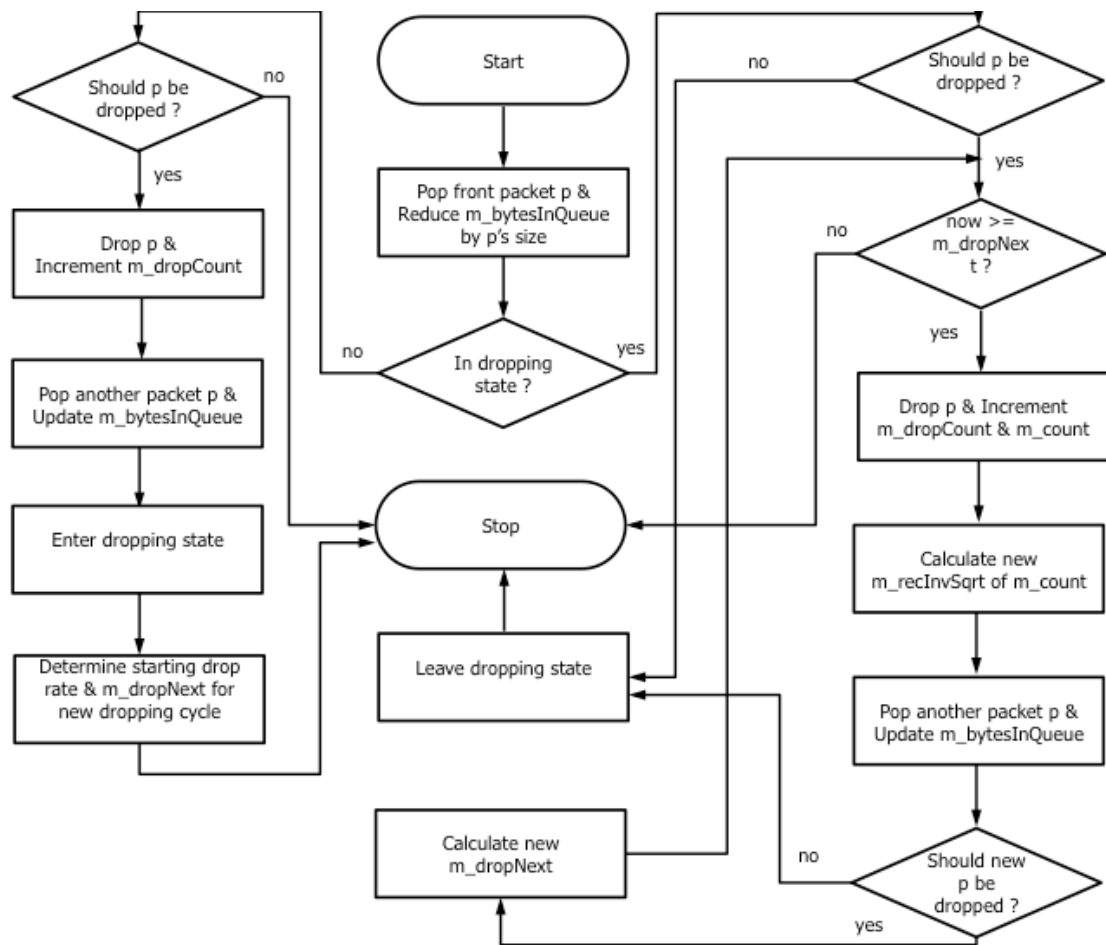 Should p be
dropped ?
no
yes
Drop p &
Increment m_dropCount
Pop another packet p &
Update m_bytesInQueue
Enter dropping state
Determine starting drop
rate & m_dropNext for
new dropping cycle
Start
Pop front packet p &
Reduce m_bytesInQueue
by p's size
no
In dropping
state ?
yes
Stop
Leave dropping state
Calculate new
m_dropNext
no
Should p be
dropped ?
yes
no
now >=
m_dropNex
t ?
yes
Drop p & Increment
m_dropCount & m_count
Calculate new
m_recInvSqrt of m_count
Pop another packet p &
Update m_bytesInQueue
no
Should new
p be
dropped ?
yes